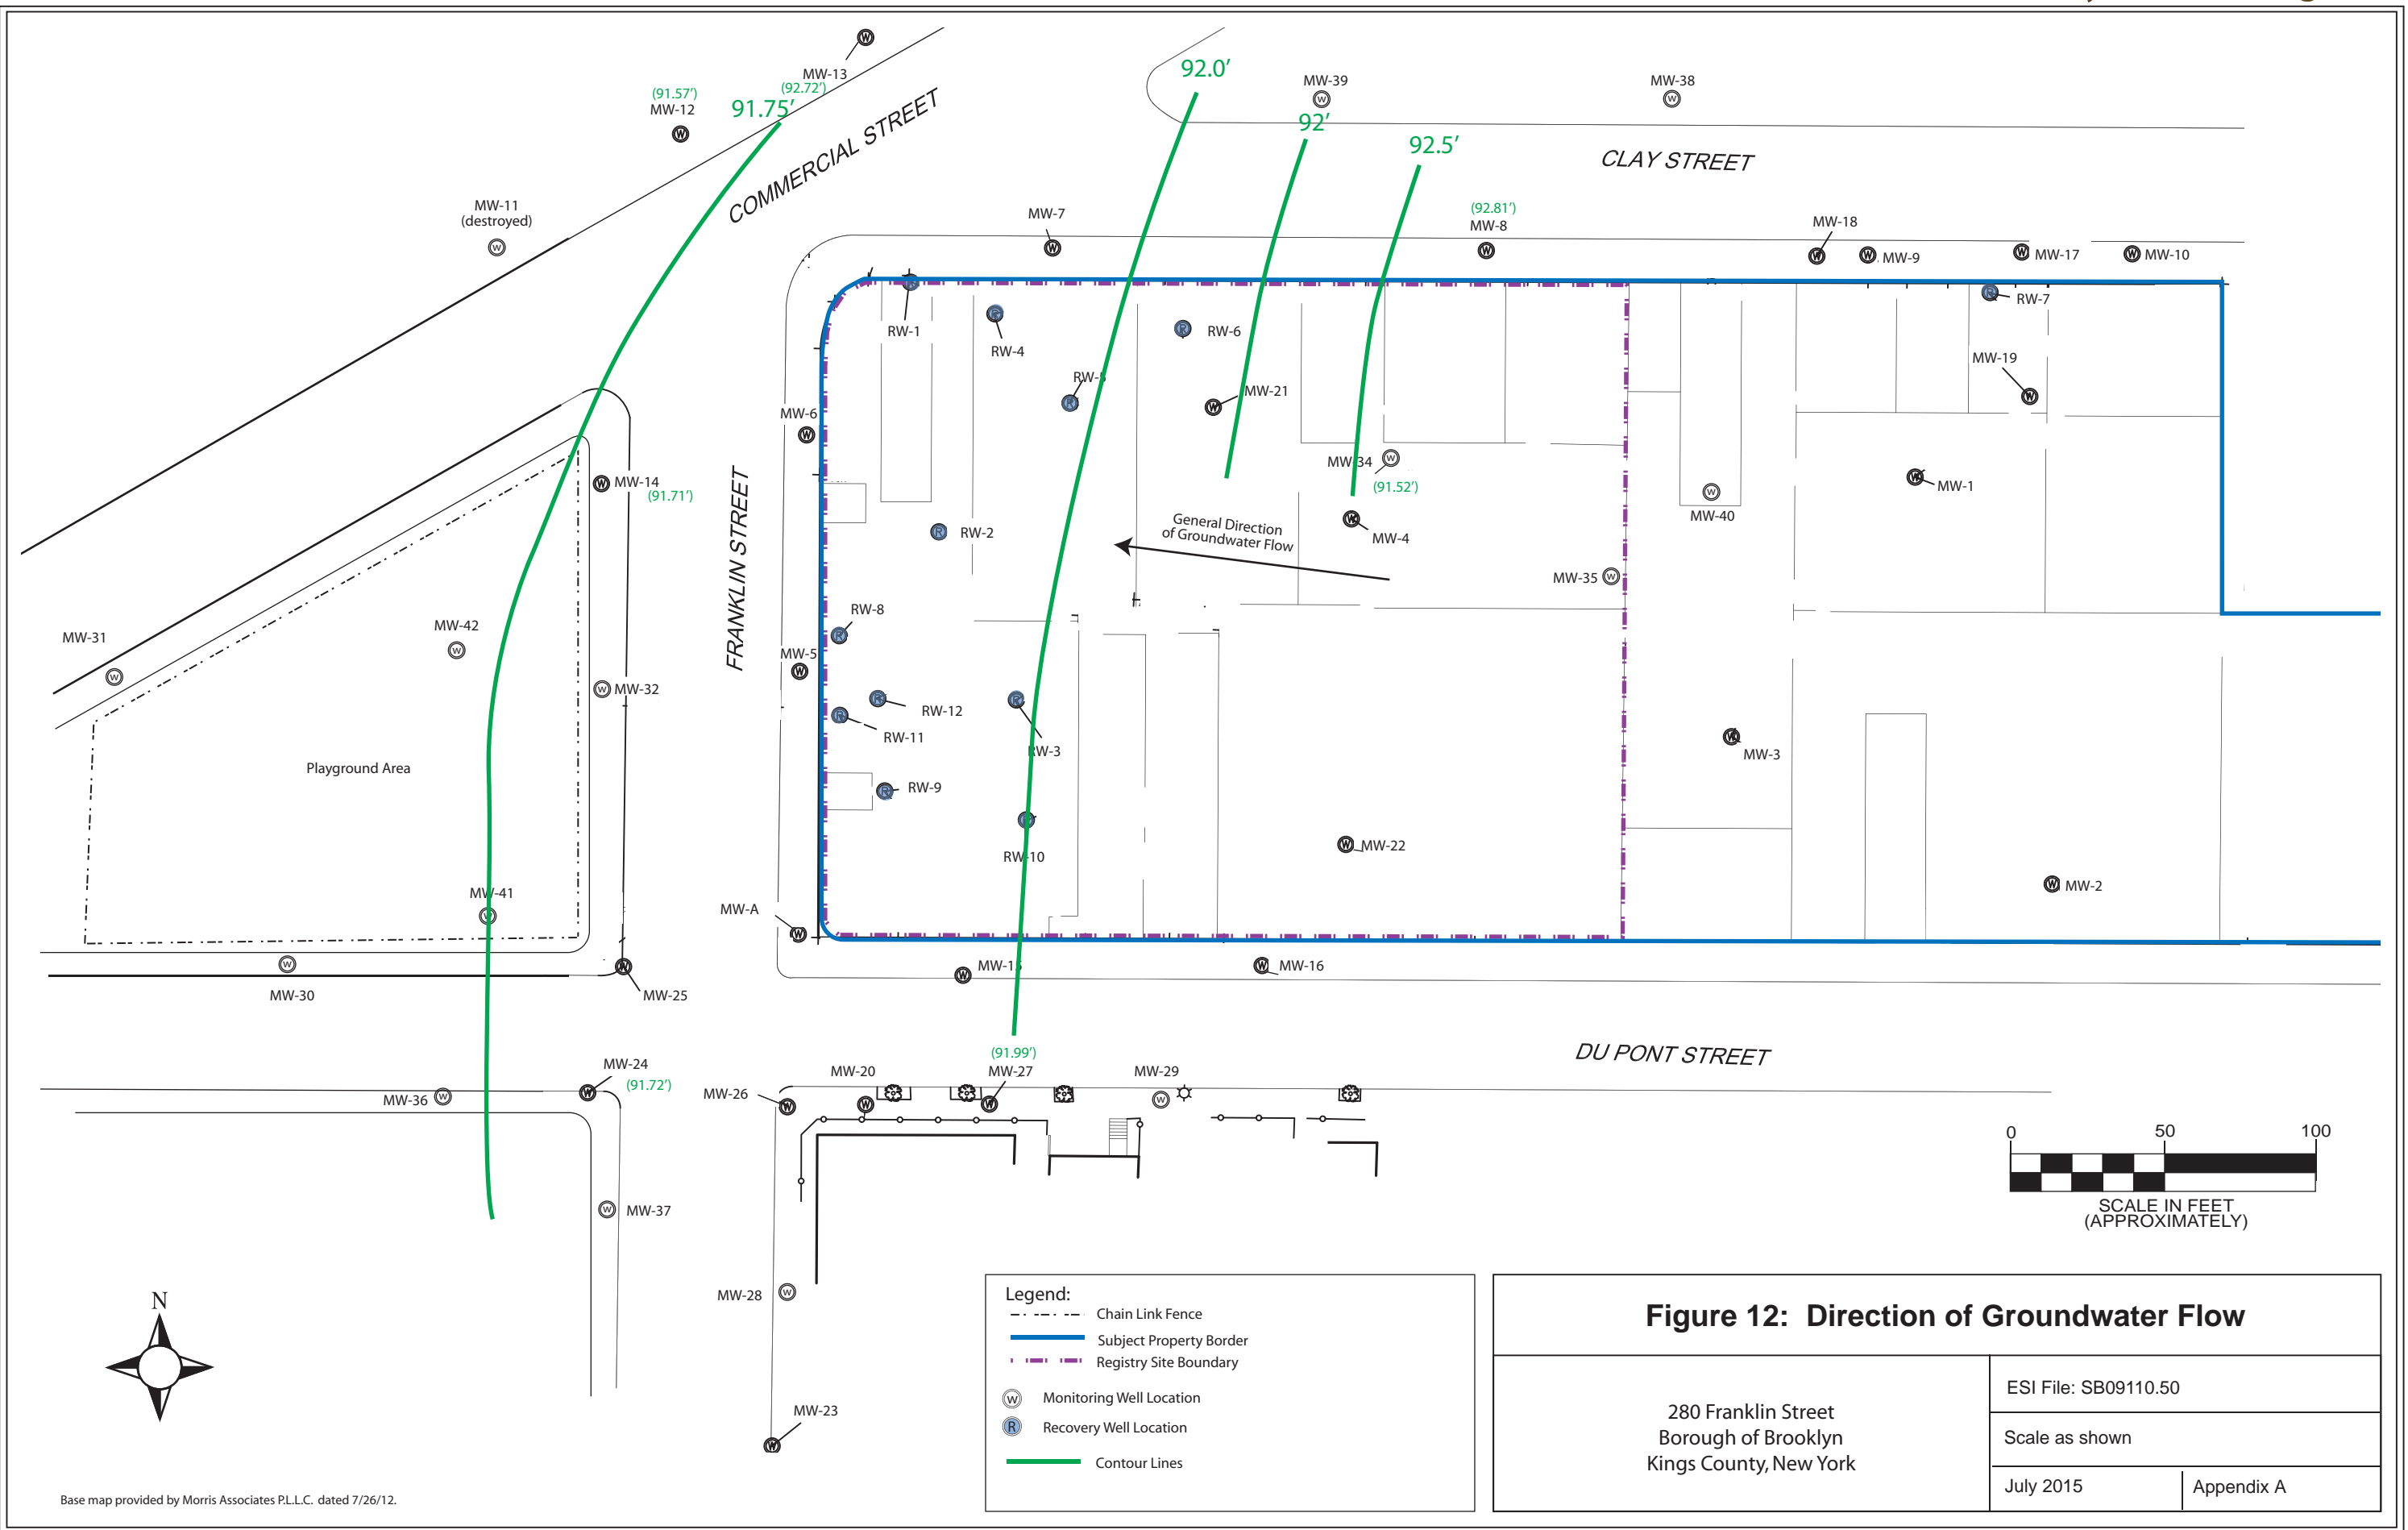 MW-13
(92.72')
(91.57')
MW-12
91.75'
92.0'
MW-39
92'
92.5'
MW-38
COMMERCIAL STREET
CLAY STREET
MW-11
(destroyed)
MW-7
(92.81')
MW-8
MW-18
MW-9
MW-17
MW-10
RW-1
RW-4
RW-6
RW-7
RW-5
MW-21
MW-19
MW-6
MW-34
(91.52')
MW-14
(91.71')
MW-1
MW-40
FRANKLIN STREET
RW-2
General Direction
of Groundwater Flow
MW-4
MW-35
RW-8
MW-31
MW-42
MW-5
MW-32
RW-12
RW-11
RW-3
MW-3
Playground Area
RW-9
RW-10
MW-22
MW-41
MW-2
MW-A
MW-15
MW-16
MW-30
MW-25
(91.99')
DU PONT STREET
MW-24
(91.72')
MW-20
MW-27
MW-29
MW-26
MW-36
0 50 100
SCALE IN FEET
(APPROXIMATELY)
MW-37
MW-28
MW-23
N
Legend:
Chain Link Fence
Subject Property Border
Registry Site Boundary
W Monitoring Well Location
R Recovery Well Location
Contour Lines
Figure 12: Direction of Groundwater Flow
280 Franklin Street
Borough of Brooklyn
Kings County, New York
ESI File: SB09110.50
Scale as shown
July 2015
Appendix A
Base map provided by Morris Associates P.L.L.C. dated 7/26/12.